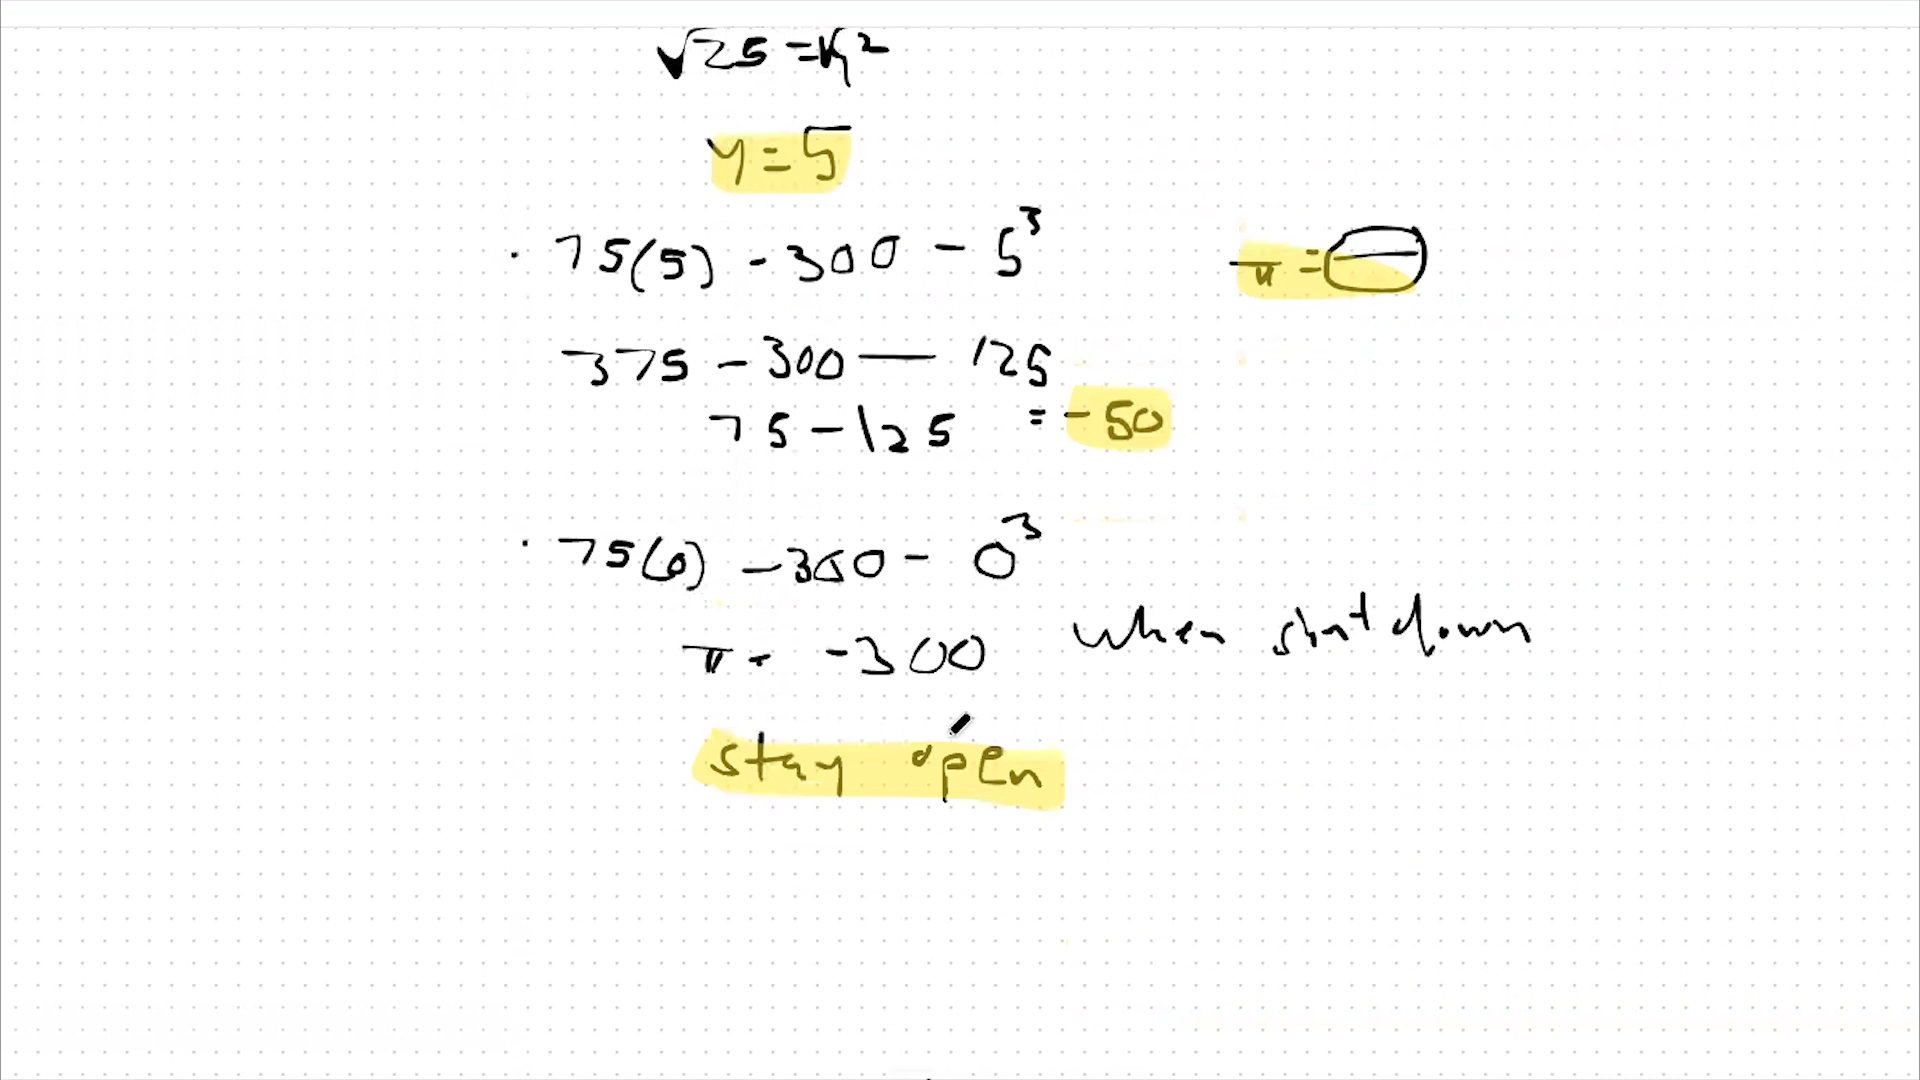 √25 = y²
y = 5
· 75(5) - 300 - 5³
π = -
375 - 300 - 125
75 - 125 = -50
· 75(0) - 300 - 0³
π = -300 when shut down
stay open